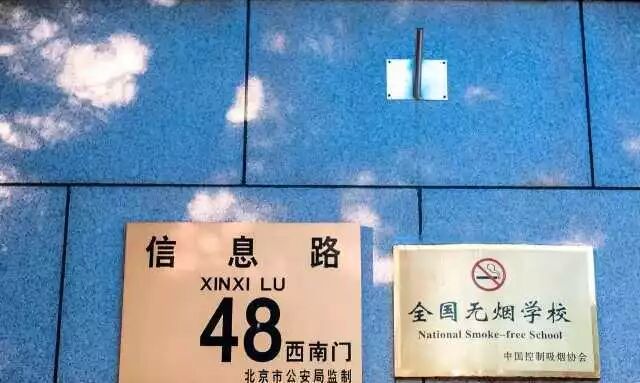 信息路
XINXI LU
48西南门
北京市公安局监制
全国无烟学校
National Smoke-free School
中国控制吸烟协会